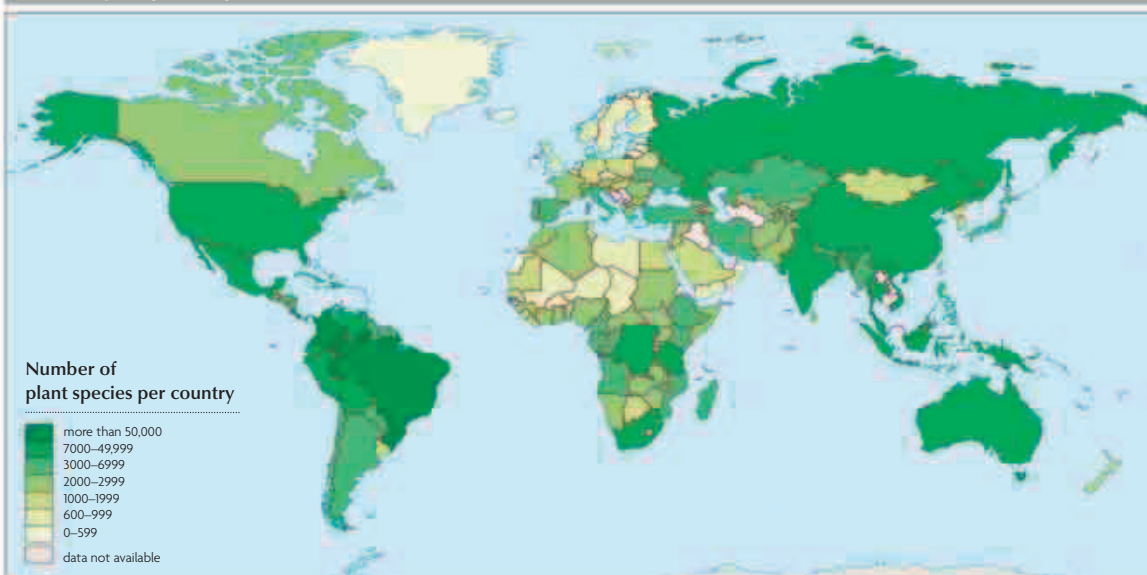 Number of
plant species per country
more than 50,000
7000–49,999
3000–6999
2000–2999
1000–1999
600–999
0–599
data not available